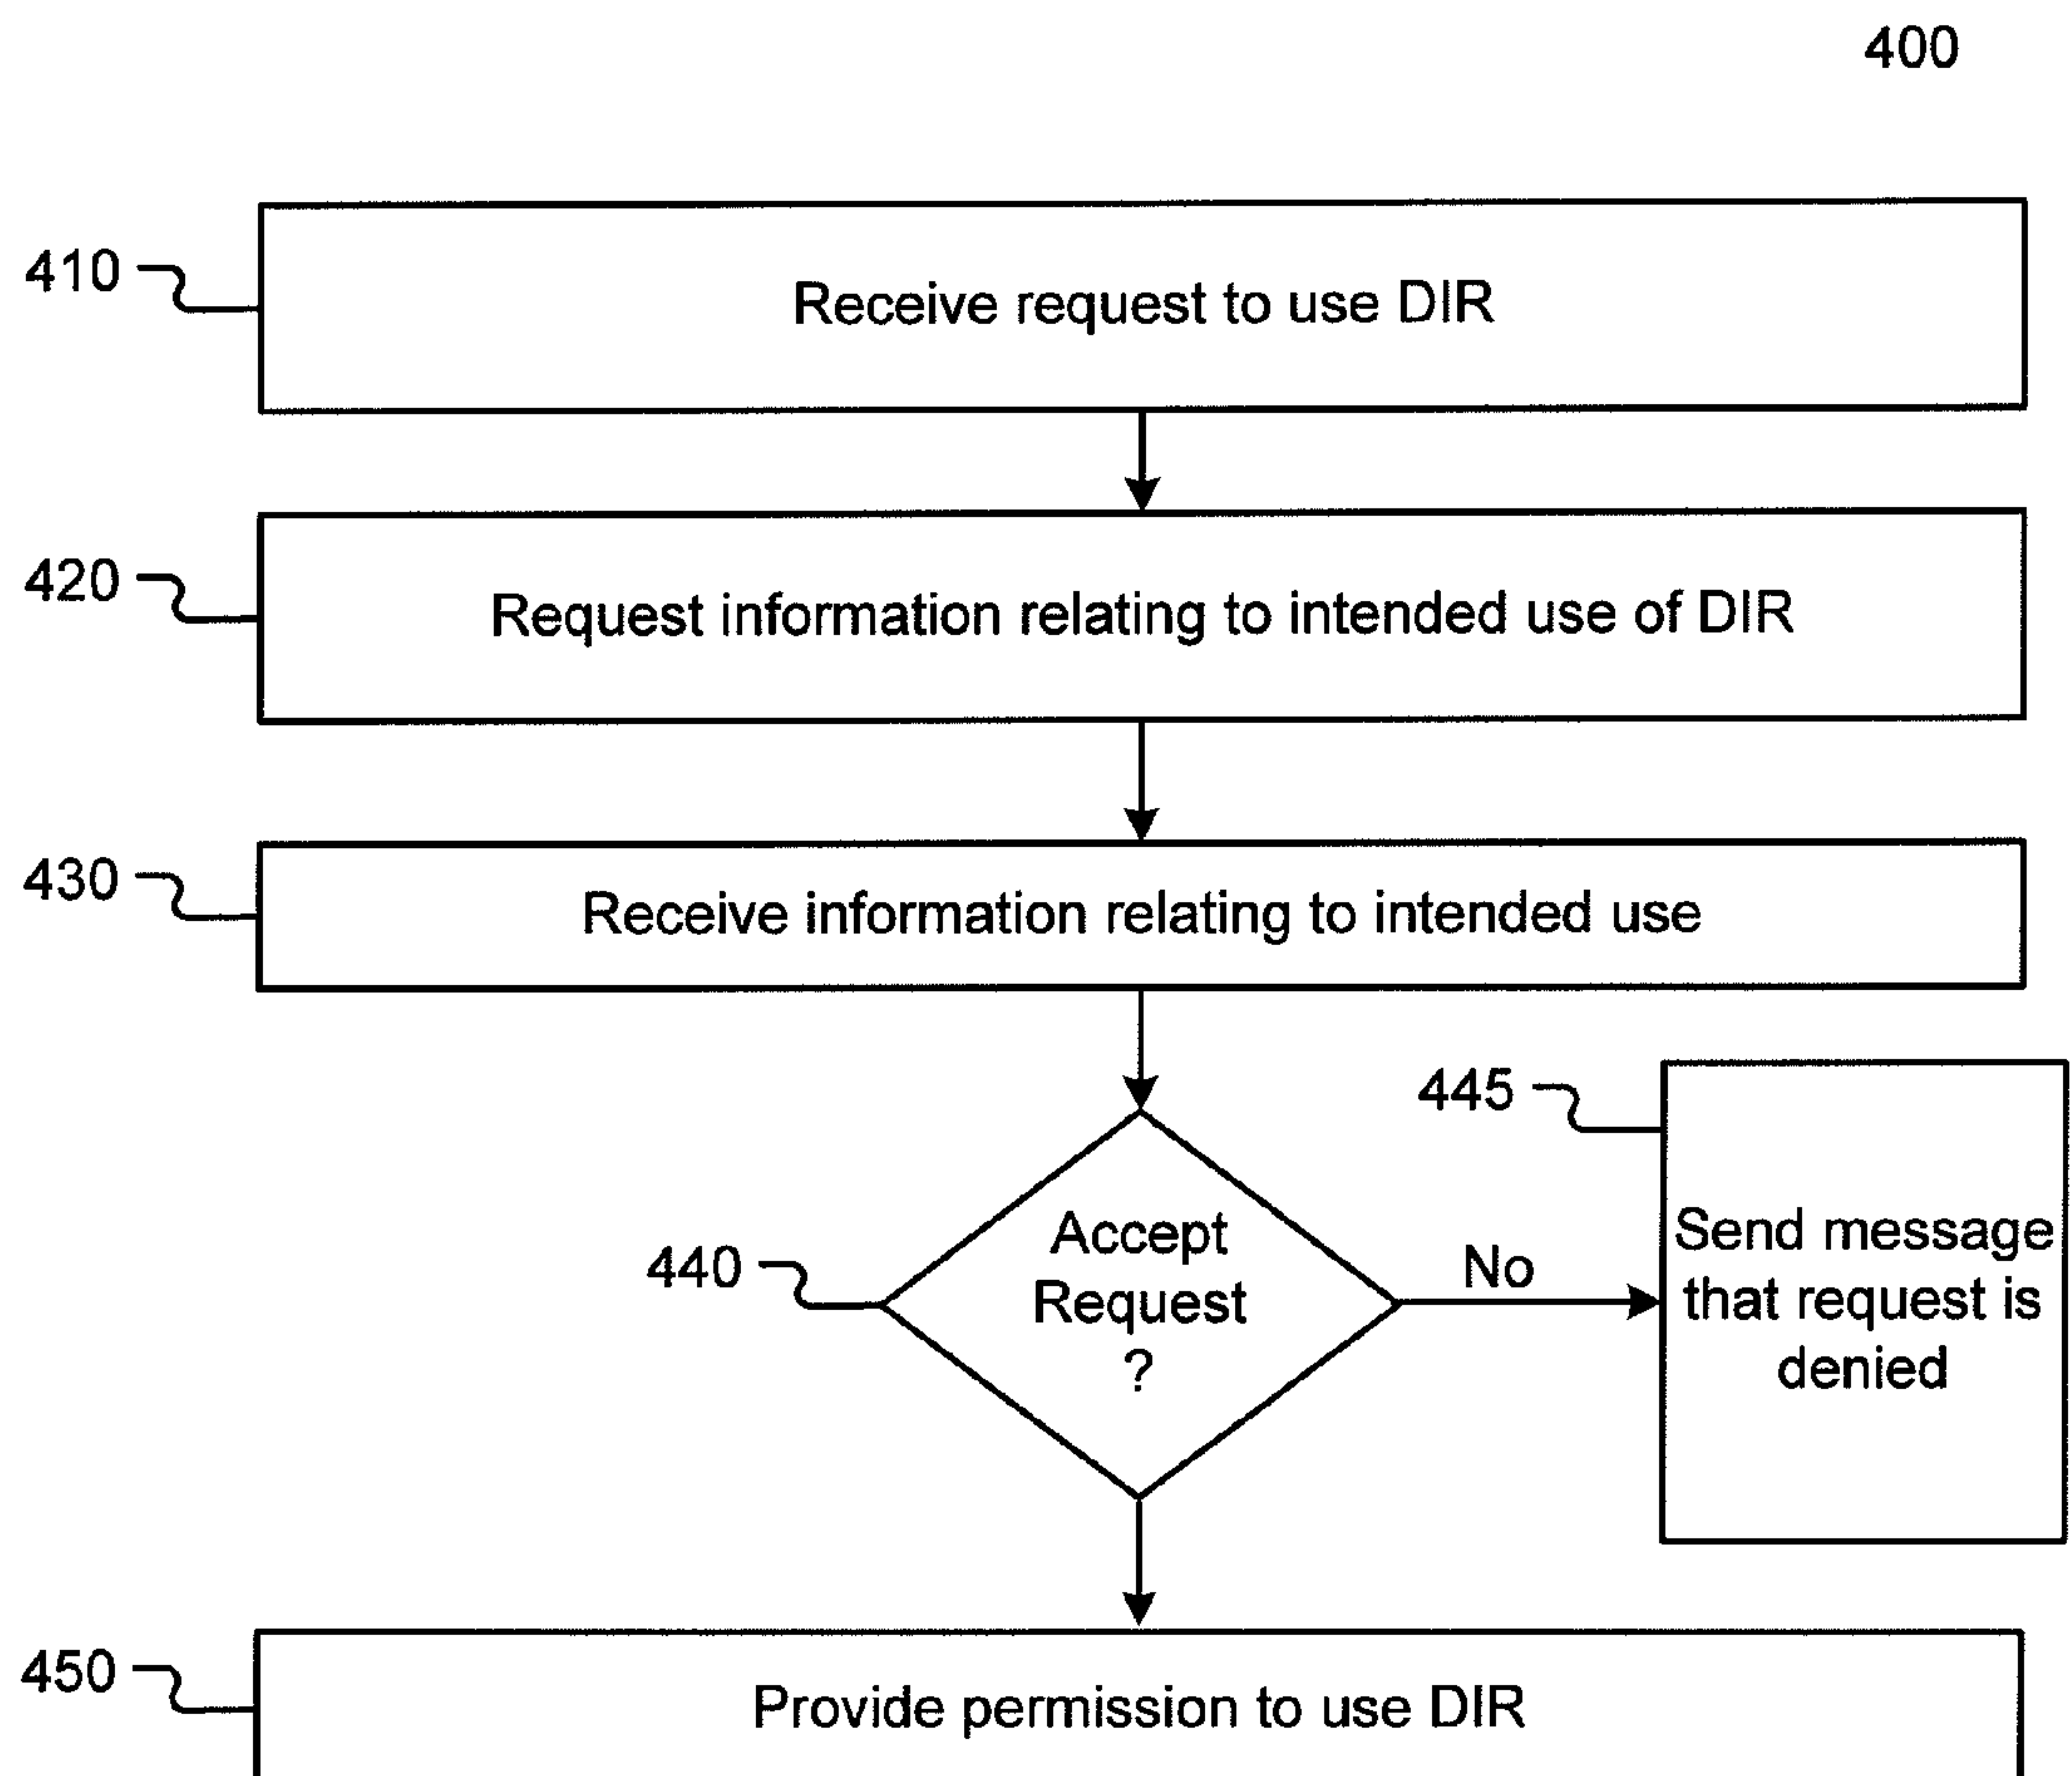 400
410
Receive request to use DIR
420
Request information relating to intended use of DIR
430
Receive information relating to intended use
445
440
Accept
Request
?
No
Send message
that request is
denied
450
Provide permission to use DIR